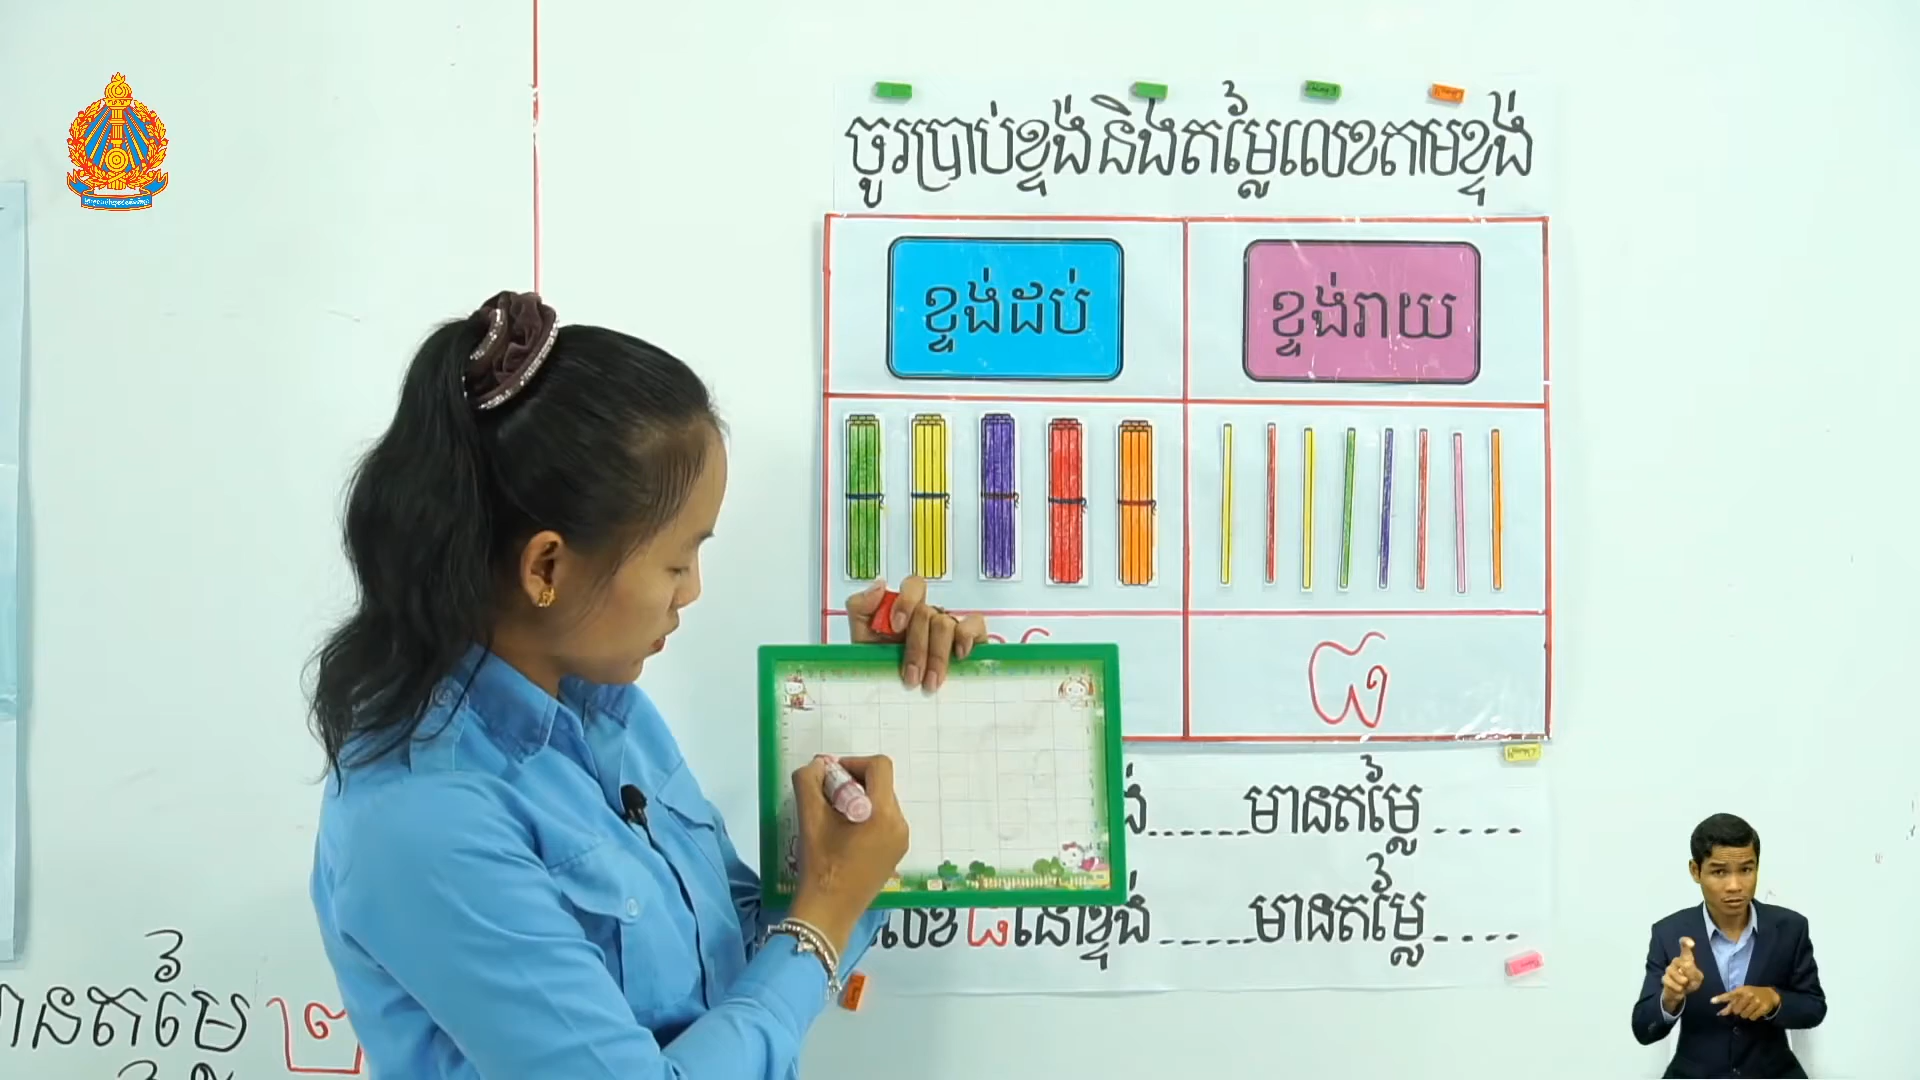 ចូរប្រាប់ខ្ទង់និងតម្លៃលេខតាមខ្ទង់
ខ្ទង់ដប់
ខ្ទង់រាយ
៨
ង់......មានតម្លៃ....
លេខ៨នៅខ្ទង់.....មានតម្លៃ....
មានតម្លៃ ២